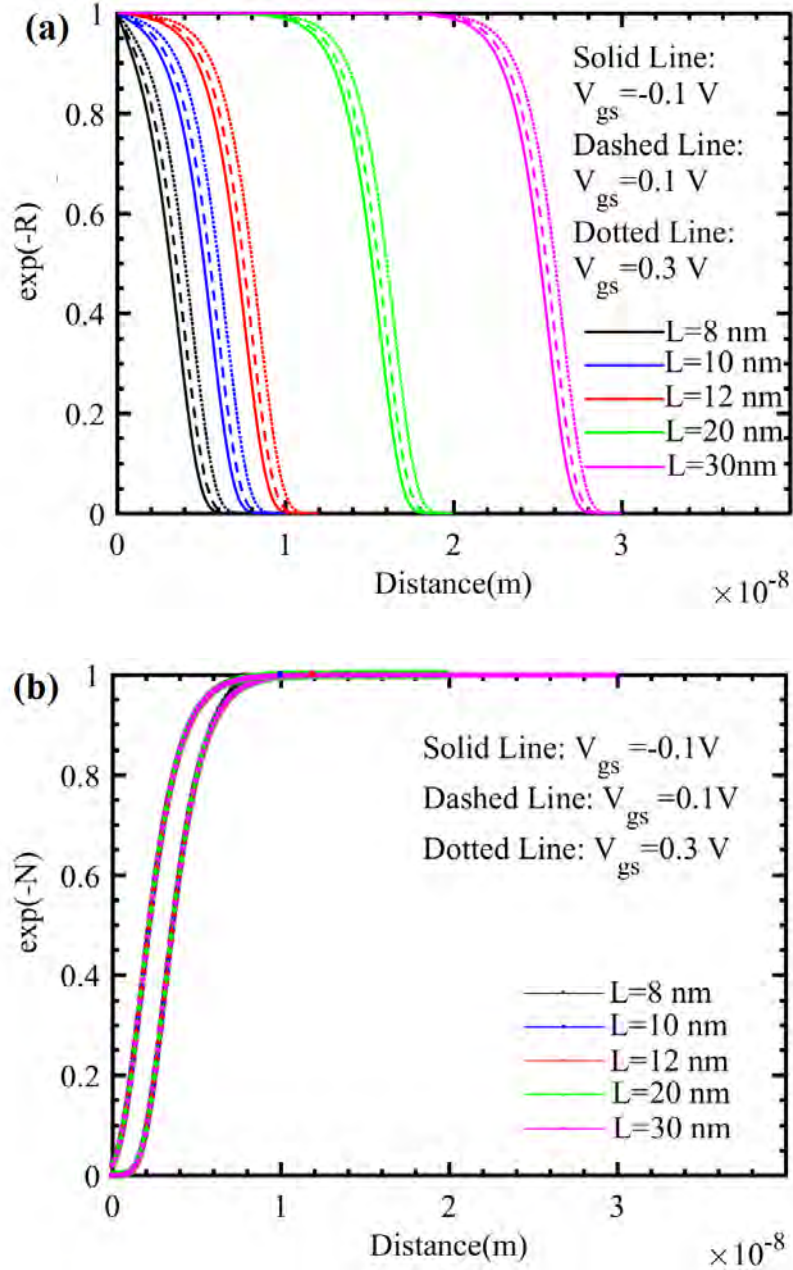 (a)
1
0.8
0.6
0.4
0.2
0
exp(-R)
Solid Line:
V gs =-0.1 V
Dashed Line:
V gs =0.1 V
Dotted Line:
V gs =0.3 V
L=8 nm
L=10 nm
L=12 nm
L=20 nm
L=30nm
0 1 2 3
Distance(m)
×10⁻⁸
(b)
1
0.8
0.6
0.4
0.2
0
exp(-N)
Solid Line: V gs =-0.1V
Dashed Line: V gs =0.1V
Dotted Line: V gs =0.3 V
L=8 nm
L=10 nm
L=12 nm
L=20 nm
L=30 nm
0 1 2 3
Distance(m)
×10⁻⁸